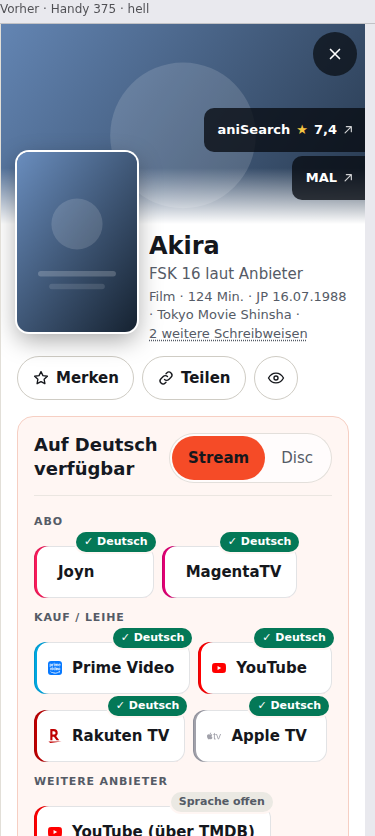 Vorher · Handy 375 · hell
aniSearch ★ 7,4 ↗
MAL ↗
Akira
FSK 16 laut Anbieter
Film · 124 Min. · JP 16.07.1988
· Tokyo Movie Shinsha ·
2 weitere Schreibweisen
Merken
Teilen
Auf Deutsch
verfügbar
Stream
Disc
ABO
✓ Deutsch
✓ Deutsch
Joyn
MagentaTV
KAUF / LEIHE
✓ Deutsch
✓ Deutsch
prime video Prime Video
YouTube
✓ Deutsch
✓ Deutsch
R Rakuten TV
tv Apple TV
WEITERE ANBIETER
Sprache offen
YouTube (über TMDB)